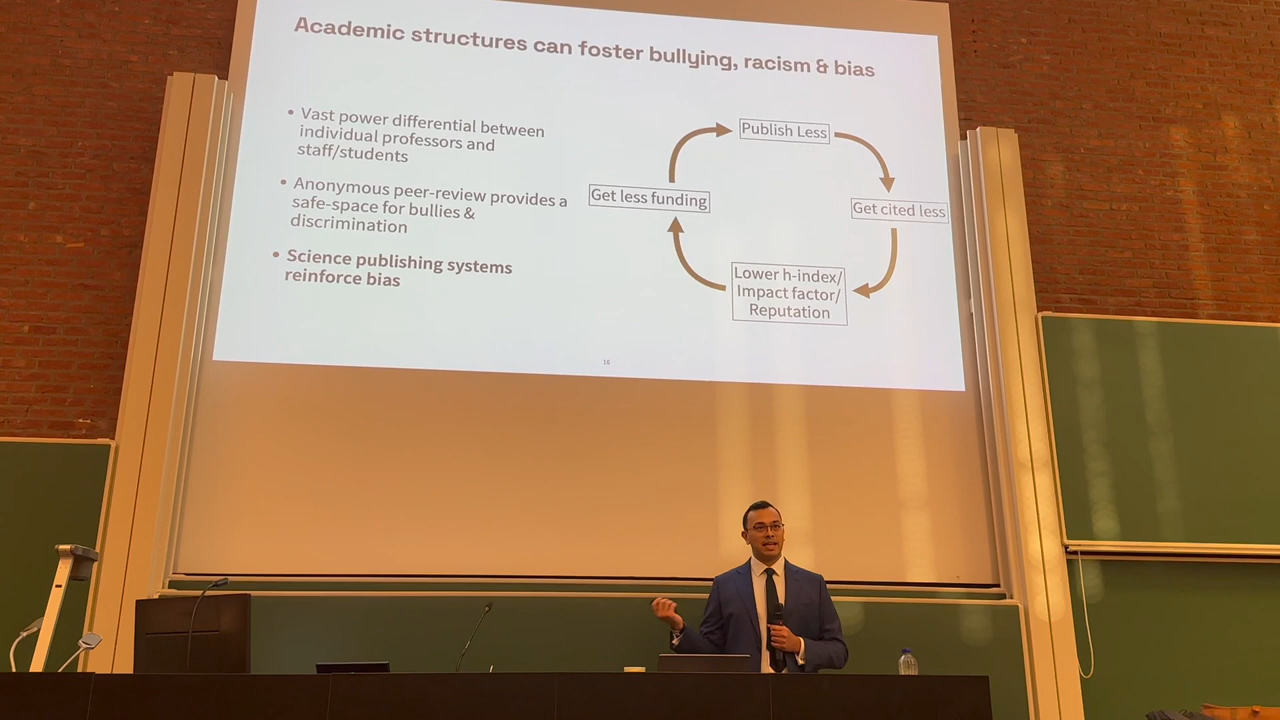 Academic structures can foster bullying, racism & bias
• Vast power differential between
individual professors and
staff/students
• Anonymous peer-review provides a
safe-space for bullies &
discrimination
• Science publishing systems
reinforce bias
Publish Less
Get cited less
Lower h-index/
Impact factor/
Reputation
Get less funding
16